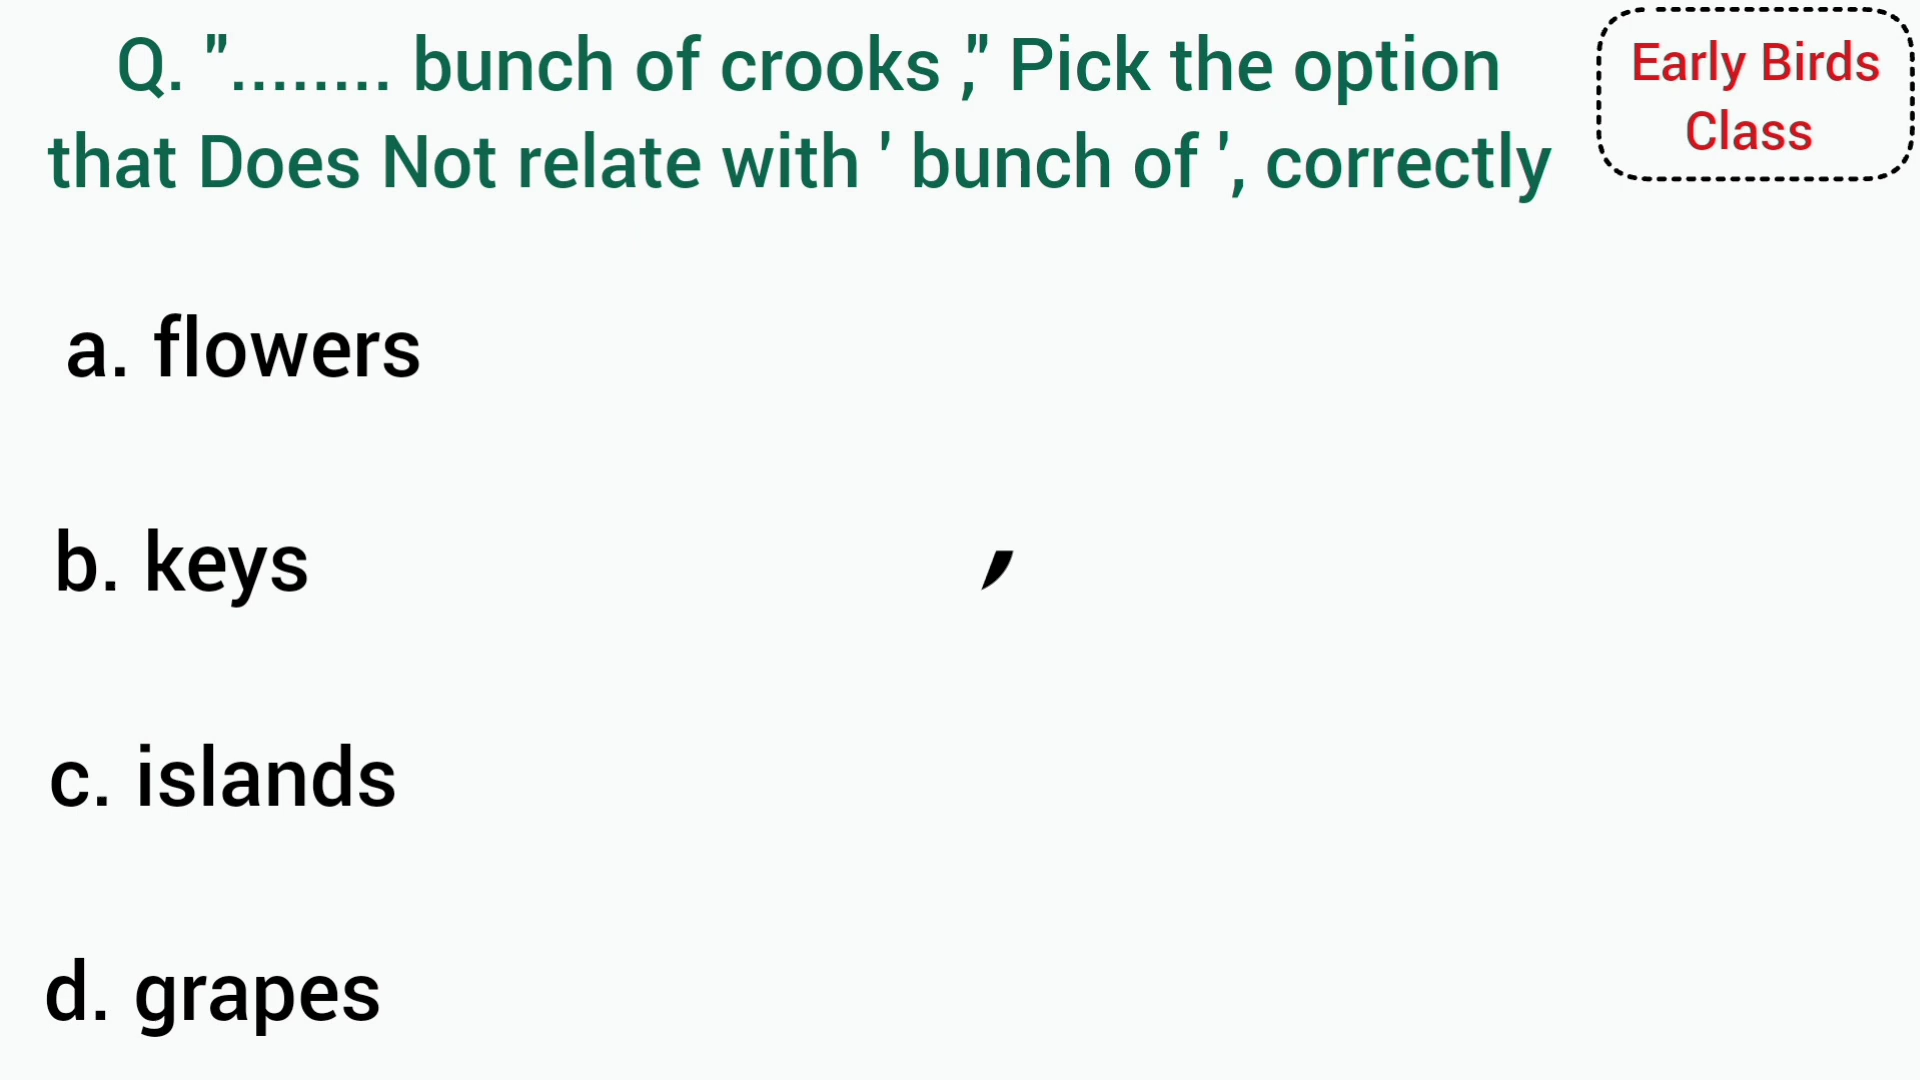 Q. "........ bunch of crooks ," Pick the option
that Does Not relate with ' bunch of ', correctly
Early Birds
Class
a. flowers
b. keys
,
c. islands
d. grapes